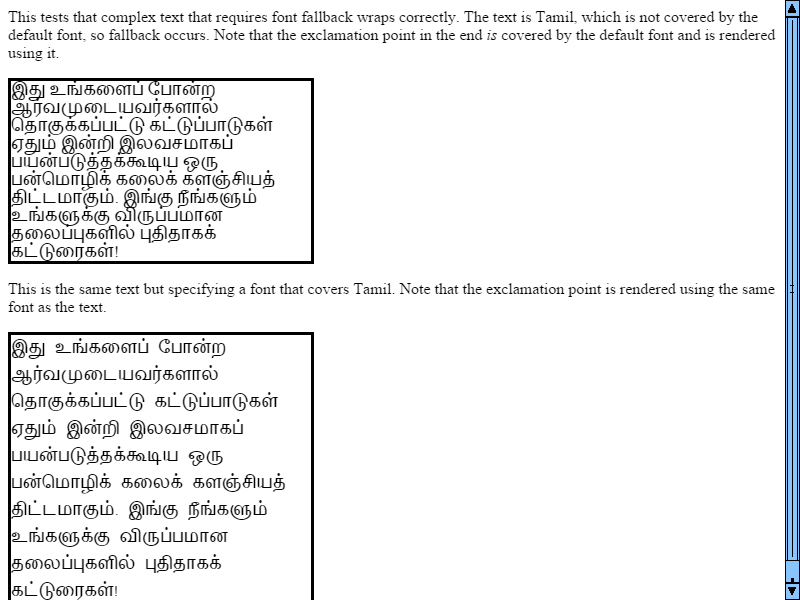 This tests that complex text that requires font fallback wraps correctly. The text is Tamil, which is not covered by the
default font, so fallback occurs. Note that the exclamation point in the end is covered by the default font and is rendered
using it.
இது உங்களைப் போன்ற
ஆர்வமுடையவர்களால்
தொகுக்கப்பட்டு கட்டுப்பாடுகள்
ஏதும் இன்றி இலவசமாகப்
பயன்படுத்தக்கூடிய ஒரு
பன்மொழிக் கலைக் களஞ்சியத்
திட்டமாகும். இங்கு நீங்களும்
உங்களுக்கு விருப்பமான
தலைப்புகளில் புதிதாகக்
கட்டுரைகள்!
This is the same text but specifying a font that covers Tamil. Note that the exclamation point is rendered using the same
font as the text.
இது உங்களைப் போன்ற
ஆர்வமுடையவர்களால்
தொகுக்கப்பட்டு கட்டுப்பாடுகள்
ஏதும் இன்றி இலவசமாகப்
பயன்படுத்தக்கூடிய ஒரு
பன்மொழிக் கலைக் களஞ்சியத்
திட்டமாகும். இங்கு நீங்களும்
உங்களுக்கு விருப்பமான
தலைப்புகளில் புதிதாகக்
கட்டுரைகள்!